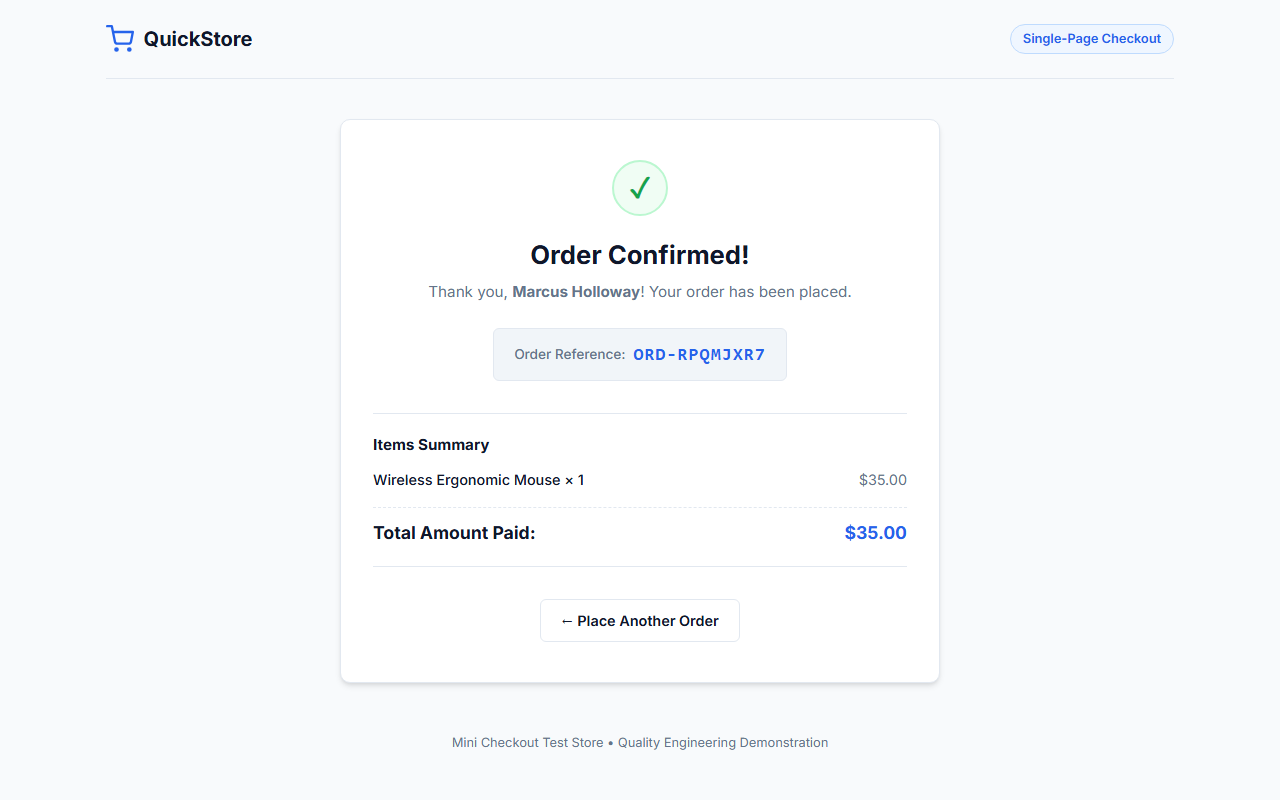 QuickStore
Single-Page Checkout
✓
Order Confirmed!
Thank you, Marcus Holloway! Your order has been placed.
Order Reference: ORD-RPQMJXR7
Items Summary
Wireless Ergonomic Mouse × 1 $35.00
Total Amount Paid: $35.00
← Place Another Order
Mini Checkout Test Store • Quality Engineering Demonstration